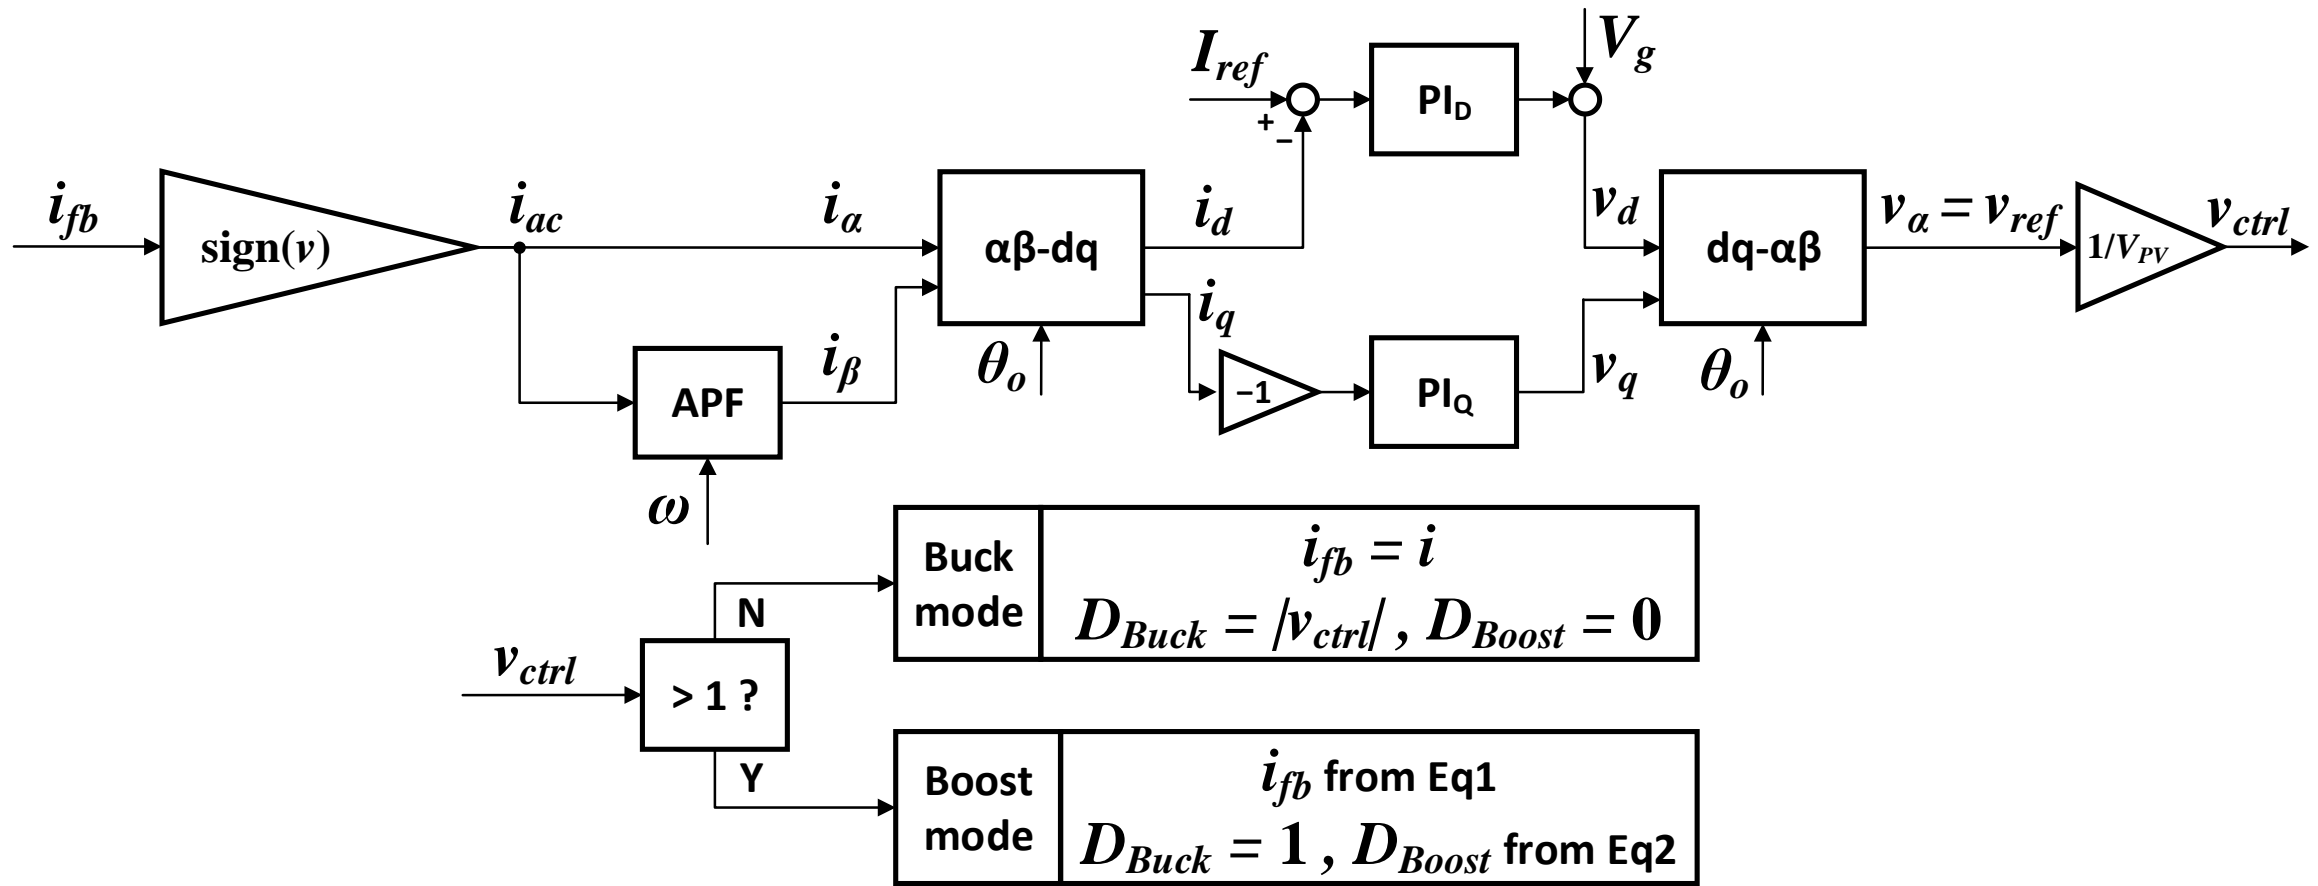 I_ref
+
−
PI_D
V_g
i_fb
sign(v)
i_ac
i_α
αβ-dq
i_d
v_d
dq-αβ
v_α = v_ref
1/V_PV
v_ctrl
i_q
APF
i_β
θ_o
−1
PI_Q
v_q
θ_o
ω
v_ctrl
> 1 ?
N
Buck
mode
i_fb = i
D_Buck = |v_ctrl| , D_Boost = 0
Y
Boost
mode
i_fb from Eq1
D_Buck = 1 , D_Boost from Eq2